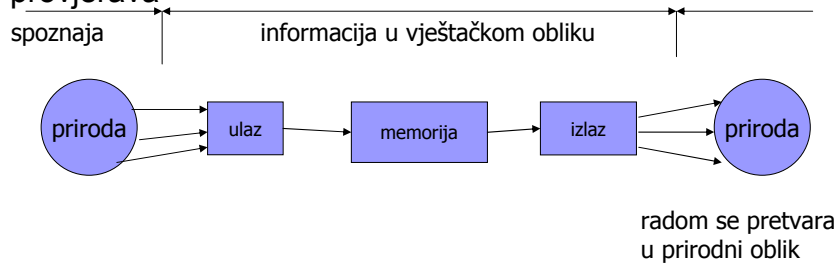 provjerava
spoznaja
informacija u vještačkom obliku
priroda
ulaz
memorija
izlaz
priroda
radom se pretvara
u prirodni oblik